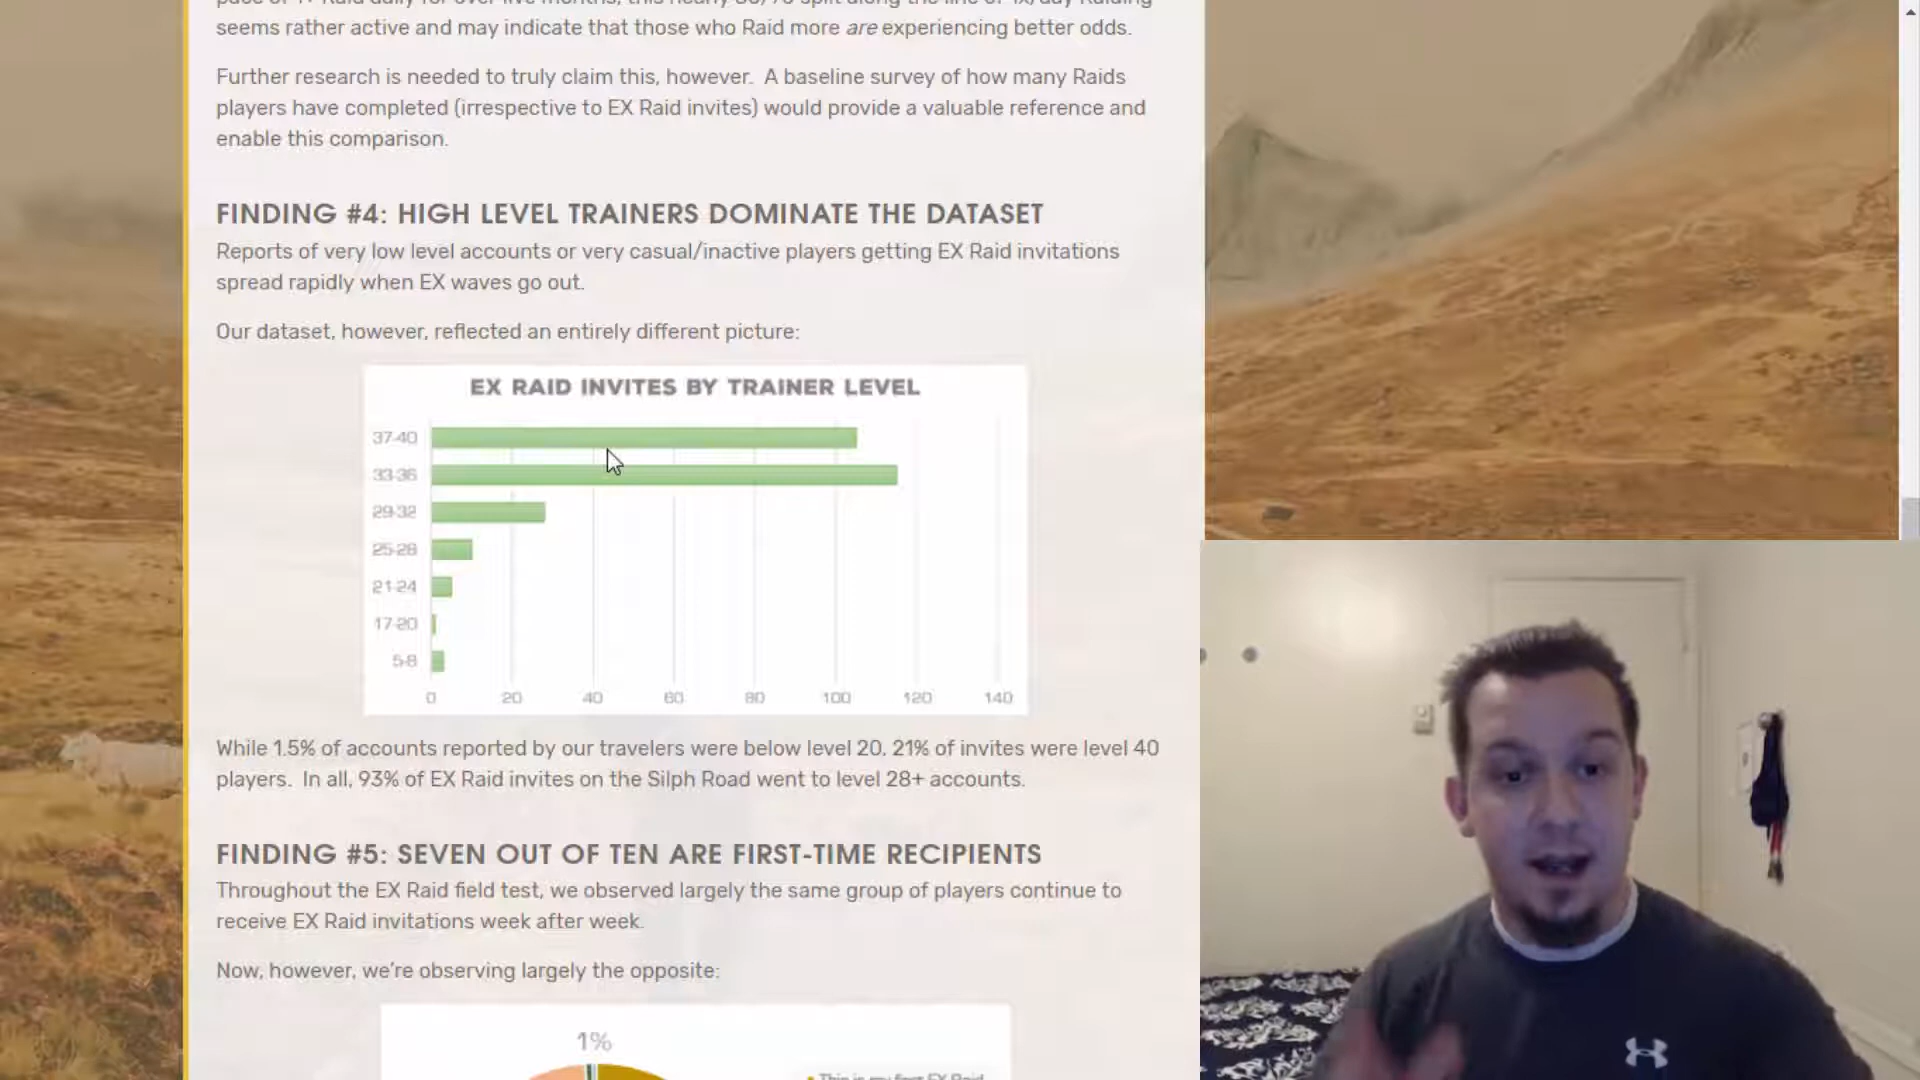 seems rather active and may indicate that those who Raid more are experiencing better odds.
Further research is needed to truly claim this, however. A baseline survey of how many Raids
players have completed (irrespective to EX Raid invites) would provide a valuable reference and
enable this comparison.
FINDING #4: HIGH LEVEL TRAINERS DOMINATE THE DATASET
Reports of very low level accounts or very casual/inactive players getting EX Raid invitations
spread rapidly when EX waves go out.
Our dataset, however, reflected an entirely different picture:
EX RAID INVITES BY TRAINER LEVEL
37-40
33-36
29-32
25-28
21-24
17-20
5-8
0 20 40 60 80 100 120 140
While 1.5% of accounts reported by our travelers were below level 20, 21% of invites were level 40
players. In all, 93% of EX Raid invites on the Silph Road went to level 28+ accounts.
FINDING #5: SEVEN OUT OF TEN ARE FIRST-TIME RECIPIENTS
Throughout the EX Raid field test, we observed largely the same group of players continue to
receive EX Raid invitations week after week.
Now, however, we're observing largely the opposite:
1%
This is my first EX Raid